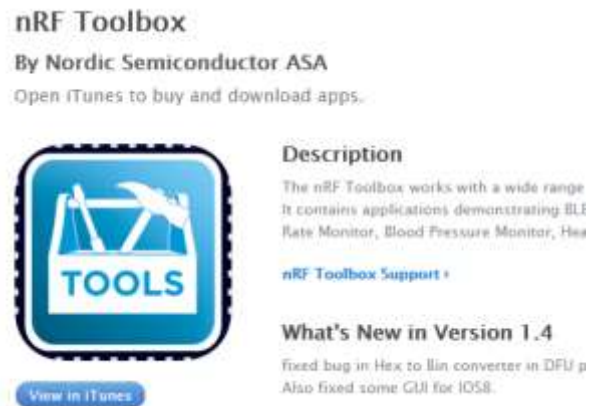 nRF Toolbox
By Nordic Semiconductor ASA
Open iTunes to buy and download apps.
Description
The nRF Toolbox works with a wide range
It contains applications demonstrating BLE
Rate Monitor, Blood Pressure Monitor, Hea
TOOLS
nRF Toolbox Support
What's New in Version 1.4
fixed bug in Hex to Bin converter in DFU p
Also fixed some GUI for IOS8.
View in iTunes